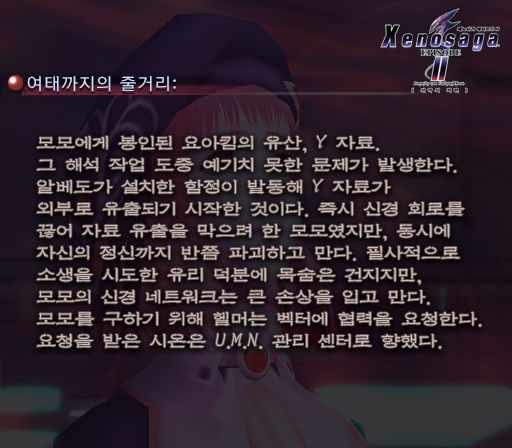 Xenosaga
EPISODE
II
여태까지의 줄거리:
모모에게 봉인된 요아킴의 유산, Y 자료.
그 해석 작업 도중 예기치 못한 문제가 발생한다.
알베도가 설치한 함정이 발동해 Y 자료가
외부로 유출되기 시작한 것이다. 즉시 신경 회로를
끊어 자료 유출을 막으려 한 모모였지만, 동시에
자신의 정신까지 반쯤 파괴하고 만다. 필사적으로
소생을 시도한 유리 덕분에 목숨은 건지지만,
모모의 신경 네트워크는 큰 손상을 입고 만다.
모모를 구하기 위해 헬머는 벡터에 협력을 요청한다.
요청을 받은 시온은 U.M.N. 관리 센터로 향했다.